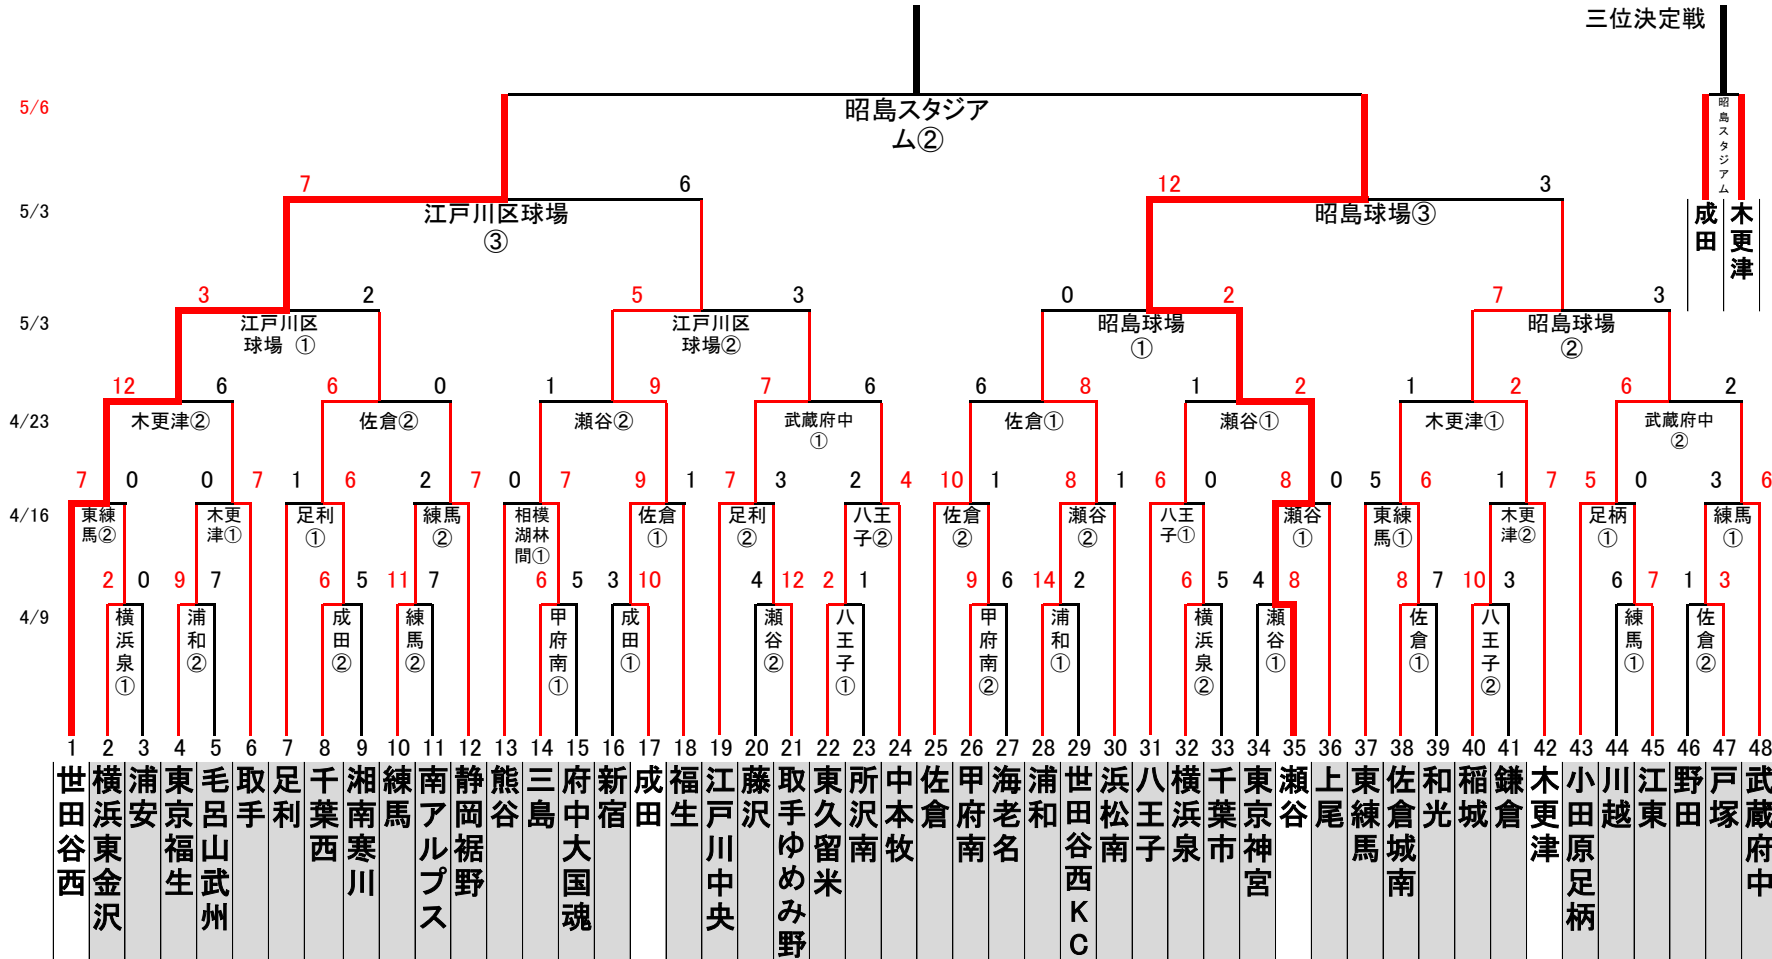 三位決定戦
5/6
昭島スタジア
ム②
昭島スタジアム
成田
木更津
7 6 12 3
5/3
江戸川区球場
③
昭島球場③
3 2 5 3 0 2 7 3
5/3
江戸川区
球場 ①
江戸川区
球場②
昭島球場
①
昭島球場
②
12 6 6 0 1 9 7 6 6 8 1 2 1 2 6 2
4/23
木更津②
佐倉②
瀬谷②
武蔵府中
①
佐倉①
瀬谷①
木更津①
武蔵府中
②
7 0 0 7 1 6 2 7 0 7 9 1 7 3 2 4 10 1 8 1 6 0 8 0 5 6 1 7 5 0 3 6
4/16
東練
馬②
木更
津①
足利
①
練馬
②
相模
湖林
間①
佐倉
①
足利
②
八王
子②
佐倉
②
瀬谷
②
八王
子①
瀬谷
①
東練
馬①
木更
津②
足柄
①
練馬
①
2 0 9 7 6 5 11 7 6 5 3 10 4 12 2 1 9 6 14 2 6 5 4 8 8 7 10 3 6 7 1 3
4/9
横浜泉①
浦和②
成田②
練馬②
甲府南①
成田①
瀬谷②
八王子①
甲府南②
浦和①
横浜泉②
瀬谷①
佐倉①
八王子②
練馬①
佐倉②
1 2 3 4 5 6 7 8 9 10 11 12 13 14 15 16 17 18 19 20 21 22 23 24 25 26 27 28 29 30 31 32 33 34 35 36 37 38 39 40 41 42 43 44 45 46 47 48
世田谷西
横浜東金沢
浦安
東京福生
毛呂山武州
取手
足利
千葉西
湘南寒川
練馬
南アルプス
静岡裾野
熊谷
三島
府中大国魂
新宿
成田
福生
江戸川中央
藤沢
取手ゆめみ野
東久留米
所沢南
中本牧
佐倉
甲府南
海老名
浦和
世田谷西KC
浜松南
八王子
横浜泉
千葉市
東京神宮
瀬谷
上尾
東練馬
佐倉城南
和光
稲城
鎌倉
木更津
小田原足柄
川越
江東
野田
戸塚
武蔵府中